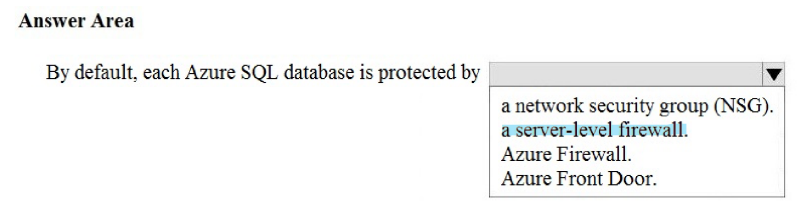 Answer Area
By default, each Azure SQL database is protected by
a network security group (NSG).
a server-level firewall.
Azure Firewall.
Azure Front Door.